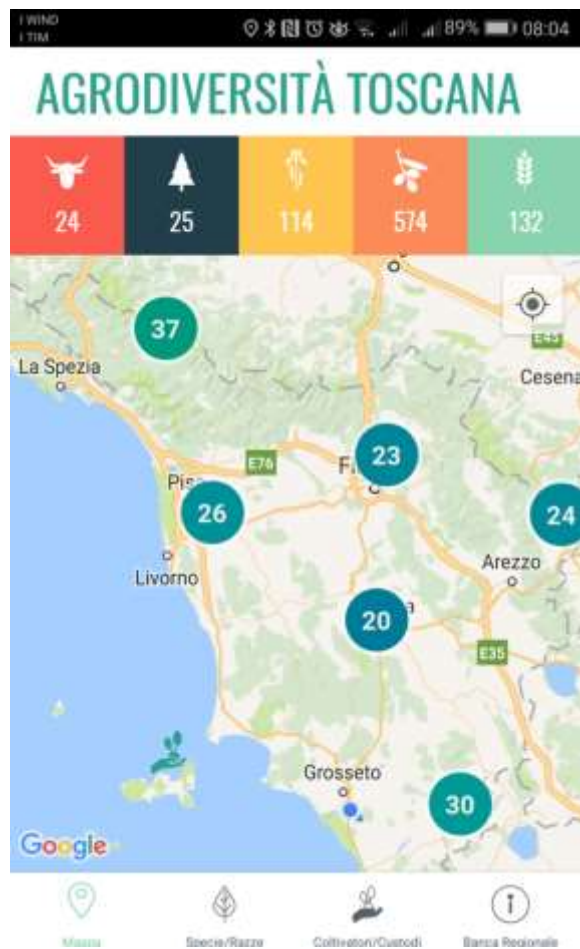 I WIND
I TIM
89% 08:04
AGRODIVERSITÀ TOSCANA
24 25 114 574 132
37
La Spezia
E45
Cesena
23
E76
F
Pis
26
24
Livorno
Arezzo
20 a
E35
Grosseto
30
Google
Mappa Specie/Razze Coltivatori/Custodi Banca Regionale